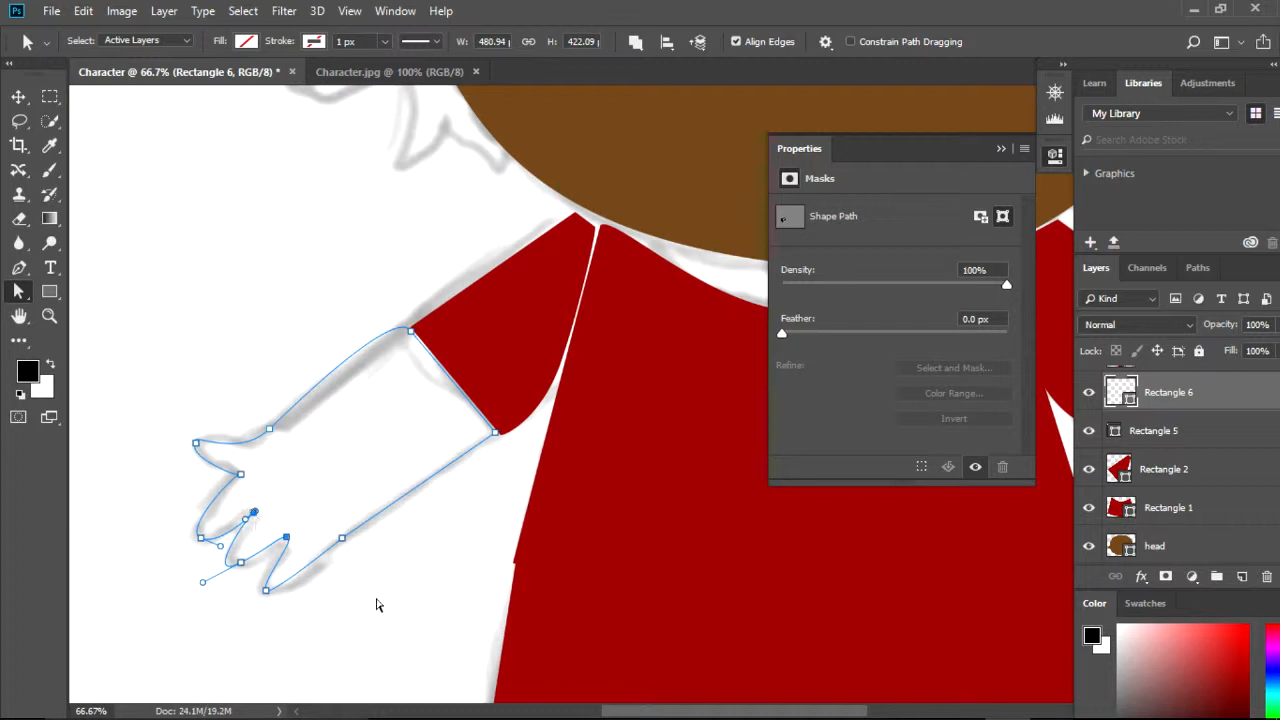 Ps File Edit Image Layer Type Select Filter 3D View Window Help
Select: Active Layers Fill: Stroke: 1 px W: 480.94 p H: 422.09 p Align Edges Constrain Path Dragging
Character @ 66.7% (Rectangle 6, RGB/8) * × Character.jpg @ 100% (RGB/8) ×
Learn Libraries Adjustments
My Library
Search Adobe Stock
Graphics
Properties
Masks
Shape Path
Density: 100%
Feather: 0.0 px
Refine: Select and Mask...
Color Range...
Invert
Layers Channels Paths
Kind
Normal Opacity: 100%
Lock: Fill: 100%
Rectangle 6
Rectangle 5
Rectangle 2
Rectangle 1
head
Color Swatches
66.67% Doc: 24.1M/19.2M